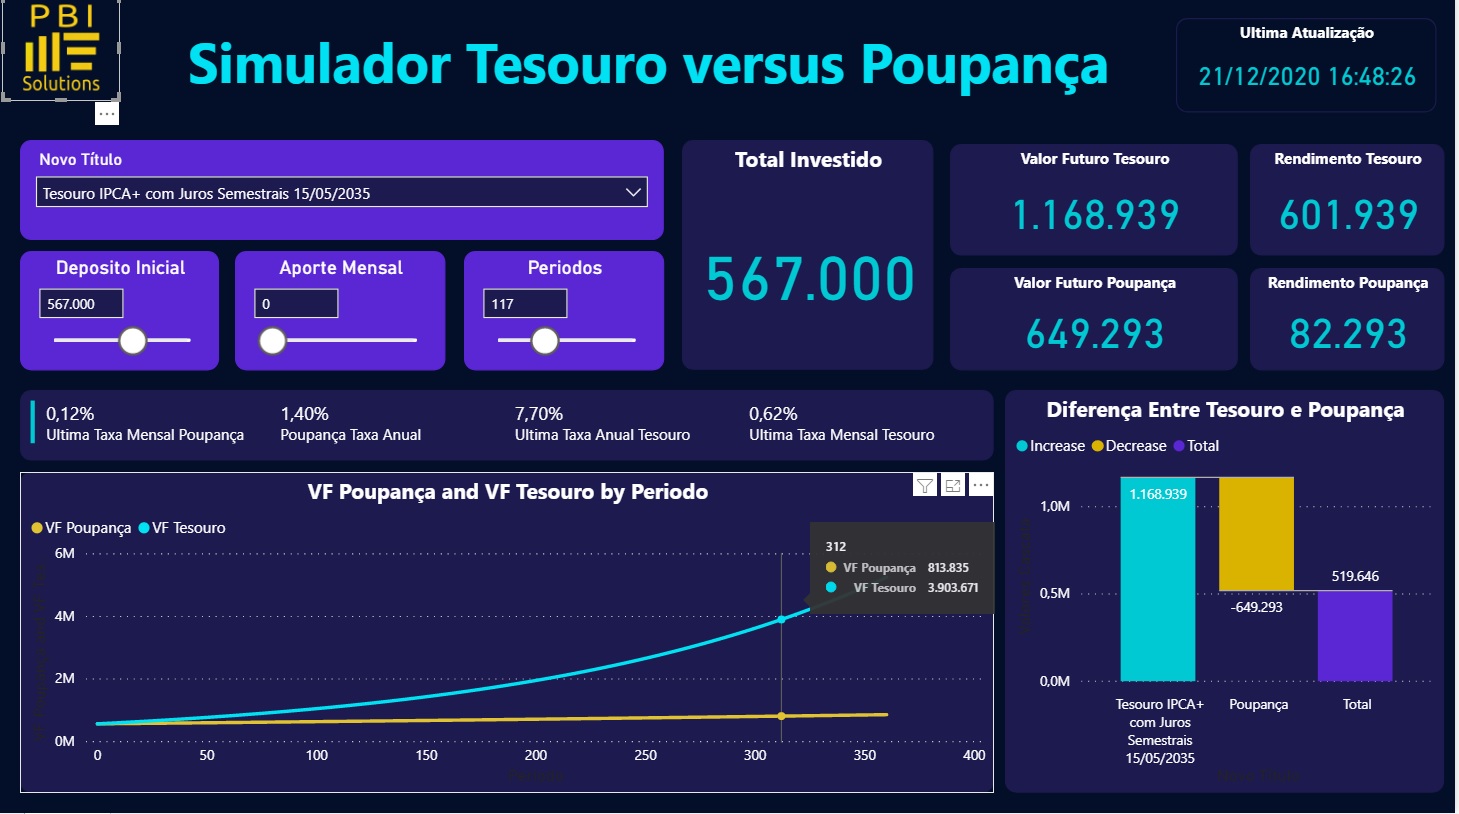 PBI
Solutions
Simulador Tesouro versus Poupança
Ultima Atualização
21/12/2020 16:48:26
Novo Título
Tesouro IPCA+ com Juros Semestrais 15/05/2035
Deposito Inicial
567.000
Aporte Mensal
0
Periodos
117
Total Investido
567.000
Valor Futuro Tesouro
1.168.939
Rendimento Tesouro
601.939
Valor Futuro Poupança
649.293
Rendimento Poupança
82.293
0,12%
Ultima Taxa Mensal Poupança
1,40%
Poupança Taxa Anual
7,70%
Ultima Taxa Anual Tesouro
0,62%
Ultima Taxa Mensal Tesouro
VF Poupança and VF Tesouro by Periodo
VF Poupança VF Tesouro
6M
4M
2M
0M
0 50 100 150 200 250 300 350 400
312
VF Poupança 813.835
VF Tesouro 3.903.671
Diferença Entre Tesouro e Poupança
Increase Decrease Total
1,0M
0,5M
0,0M
1.168.939
-649.293
519.646
Tesouro IPCA+
com Juros
Semestrais
15/05/2035
Poupança
Total